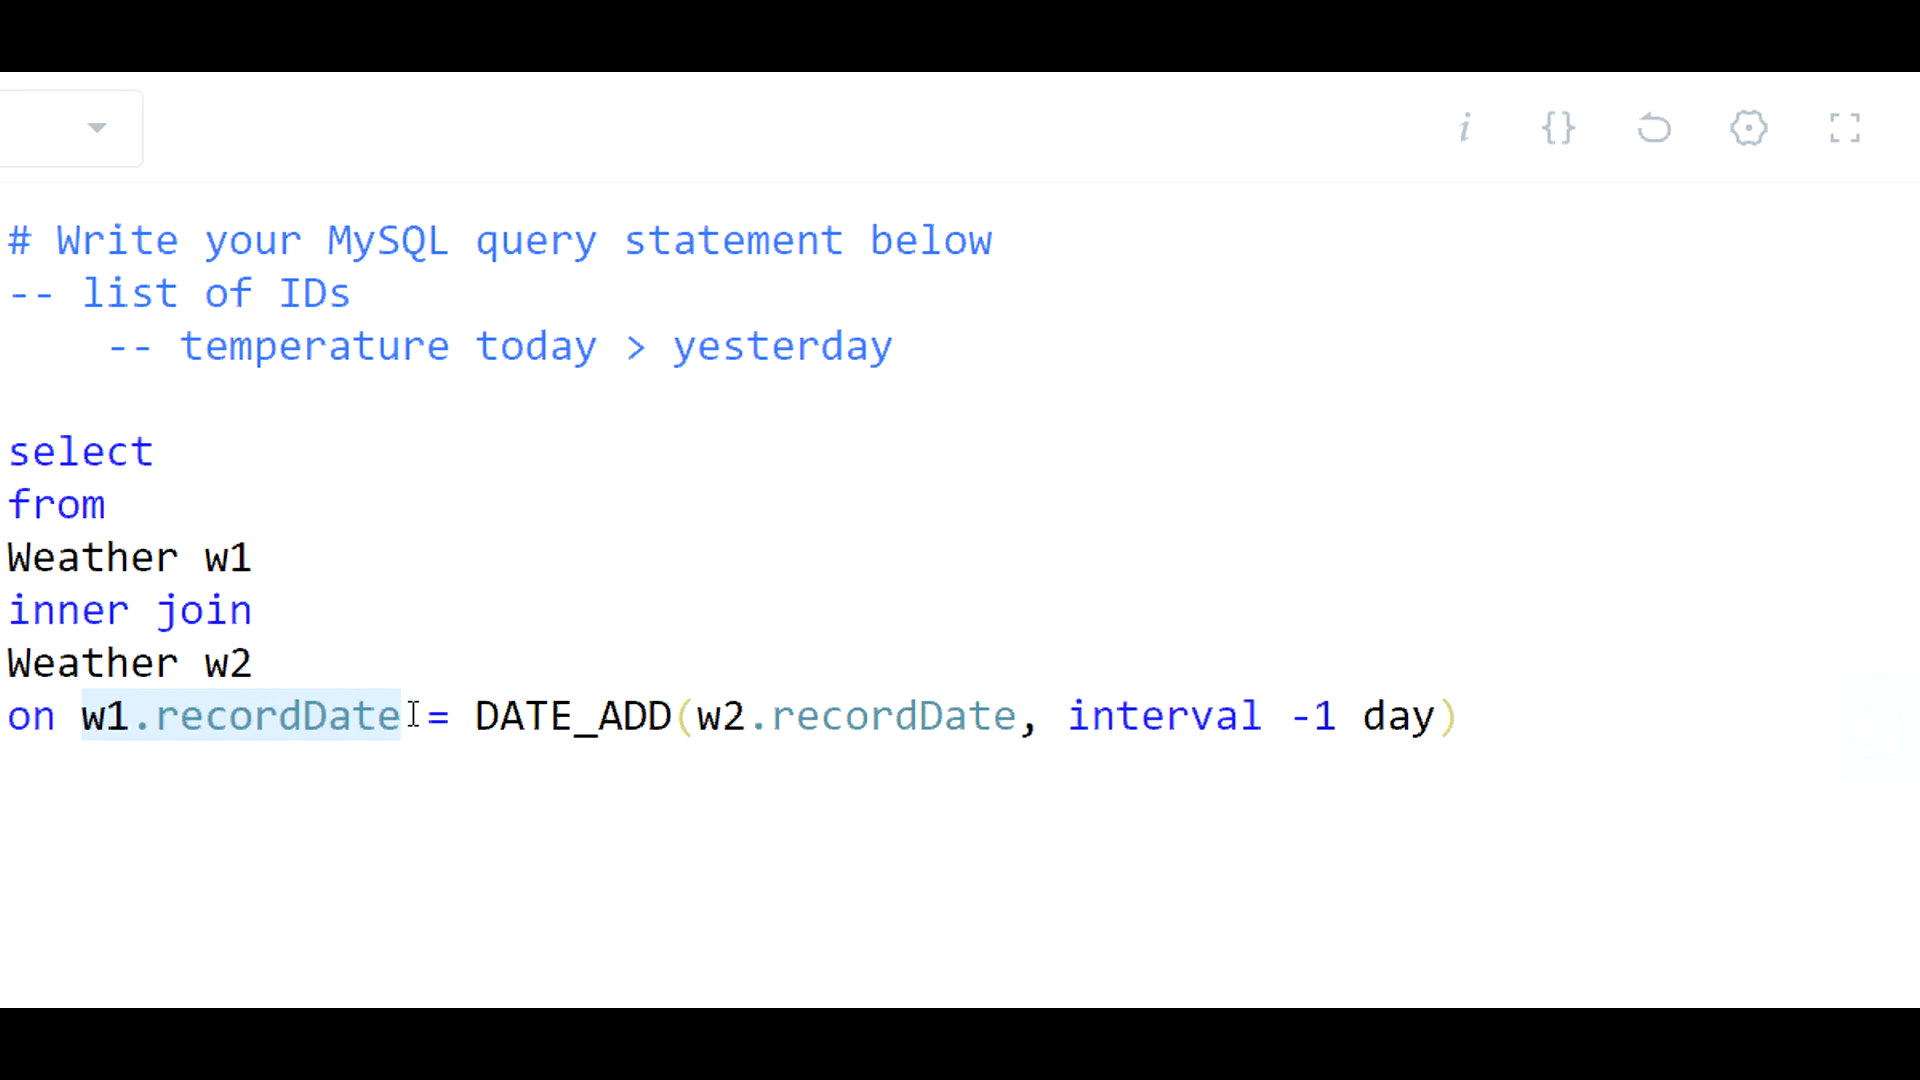 # Write your MySQL query statement below
-- list of IDs
-- temperature today > yesterday
select
from
Weather w1
inner join
Weather w2
on w1.recordDate = DATE_ADD(w2.recordDate, interval -1 day)